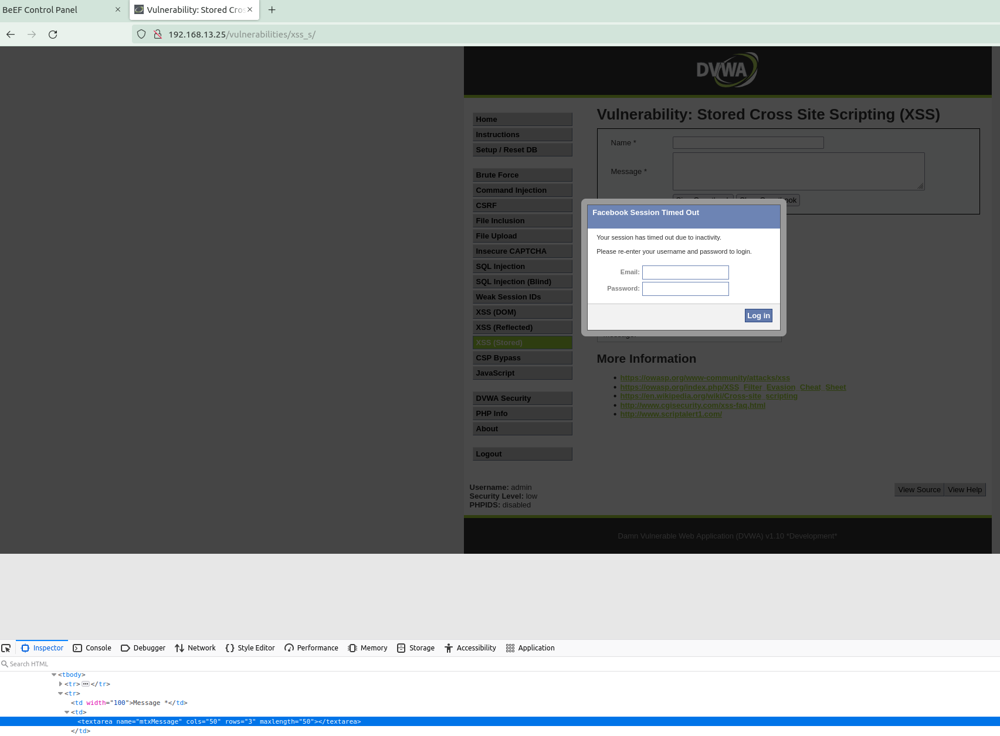 BeEF Control Panel
Vulnerability: Stored Cros
192.168.13.25/vulnerabilities/xss_s/
DVWA
Home
Instructions
Setup / Reset DB
Brute Force
Command Injection
CSRF
File Inclusion
File Upload
Insecure CAPTCHA
SQL Injection
SQL Injection (Blind)
Weak Session IDs
XSS (DOM)
XSS (Reflected)
XSS (Stored)
CSP Bypass
JavaScript
DVWA Security
PHP Info
About
Logout
Vulnerability: Stored Cross Site Scripting (XSS)
Name *
Message *
Facebook Session Timed Out
Your session has timed out due to inactivity.
Please re-enter your username and password to login.
Email:
Password:
Log in
More Information
https://owasp.org/www-community/attacks/xss
https://owasp.org/index.php/XSS_Filter_Evasion_Cheat_Sheet
https://en.wikipedia.org/wiki/Cross-site_scripting
http://www.cgisecurity.com/xss-faq.html
http://www.scriptalert1.com/
Username: admin
Security Level: low
PHPIDS: disabled
View Source View Help
Damn Vulnerable Web Application (DVWA) v1.10 *Development*
Inspector Console Debugger Network Style Editor Performance Memory Storage Accessibility Application
Search HTML
<tbody>
<tr> ... </tr>
<tr>
<td width="100">Message *</td>
<td>
<textarea name="mtxMessage" cols="50" rows="3" maxlength="50"></textarea>
</td>